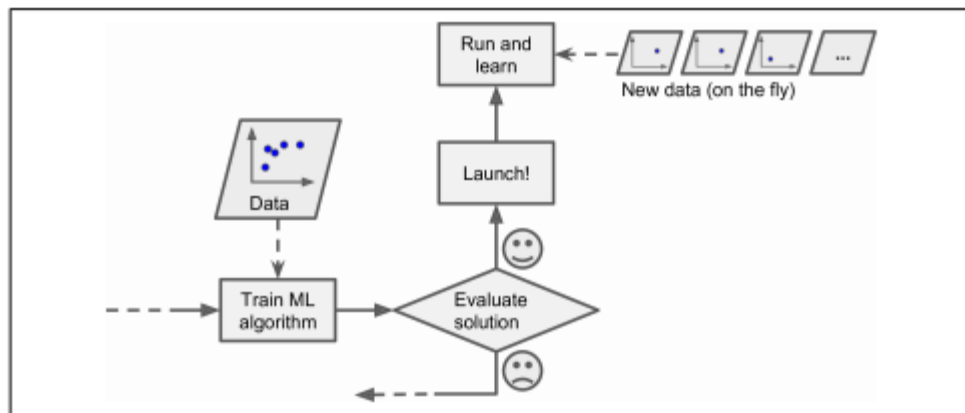 Run and
learn
...
New data (on the fly)
Launch!
Data
Train ML
algorithm
Evaluate
solution